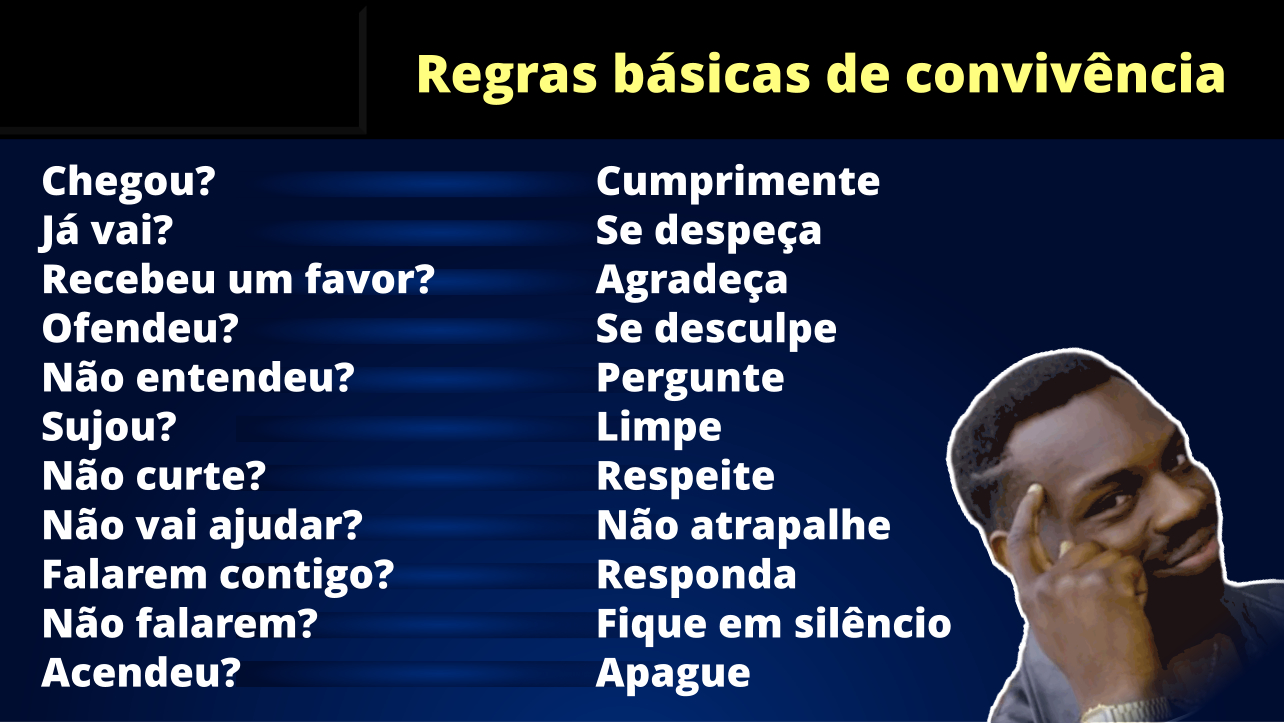 Regras básicas de convivência
Chegou? Cumprimente
Já vai? Se despeça
Recebeu um favor? Agradeça
Ofendeu? Se desculpe
Não entendeu? Pergunte
Sujou? Limpe
Não curte? Respeite
Não vai ajudar? Não atrapalhe
Falarem contigo? Responda
Não falarem? Fique em silêncio
Acendeu? Apague